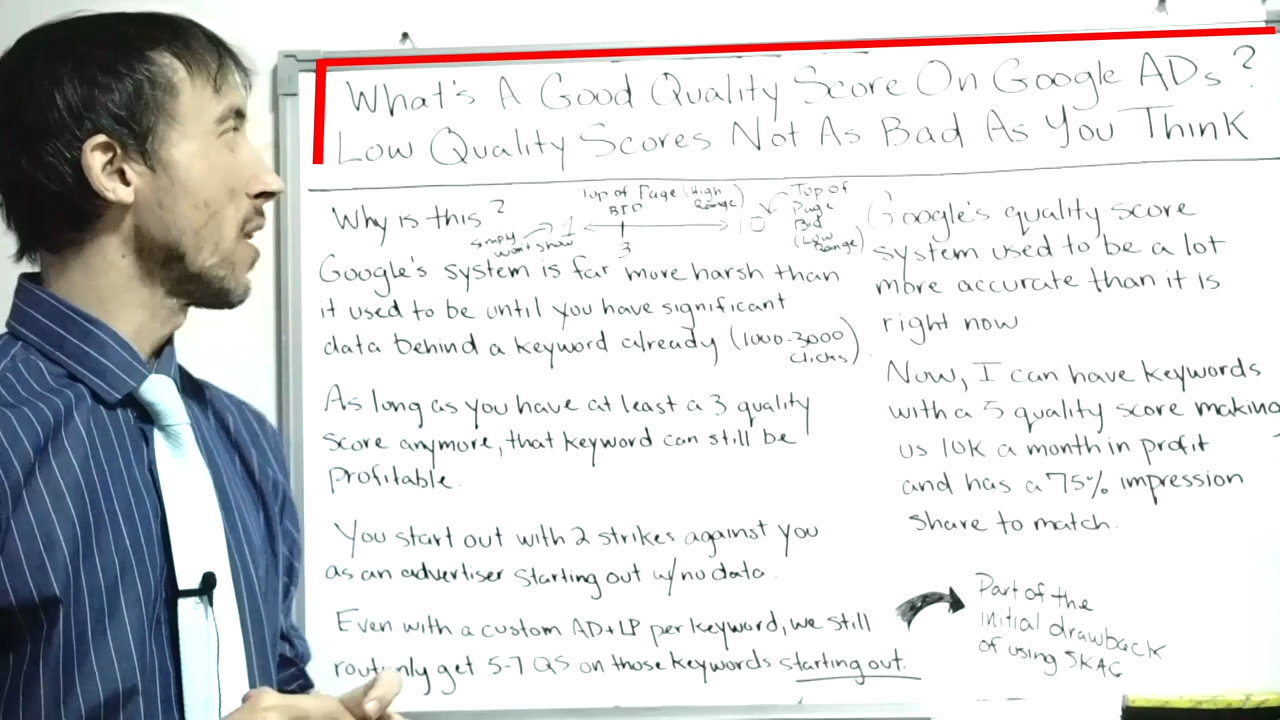 What's A Good Quality Score On Google ADs?
Low Quality Scores Not As Bad As You Think
Why is this?
Simply won't show
1
Top of Page (High Range)
BID
3
10
Top of
Page
Bid
(Low
Range)
Google's system is far more harsh than
it used to be until you have significant
data behind a keyword already (1000-3000
Clicks)
As long as you have at least a 3 quality
score anymore, that keyword can still be
profitable.
You start out with 2 strikes against you
as an advertiser starting out w/no data.
Even with a custom AD+LP per keyword, we still
routinly get 5-7 QS on those keywords starting out.
Google's quality score
system used to be a lot
more accurate than it is
right now
Now, I can have keywords
with a 5 quality score making
us 10K a month in profit
and has a 75% impression
share to match.
Part of the
initial drawback
of using SKAG